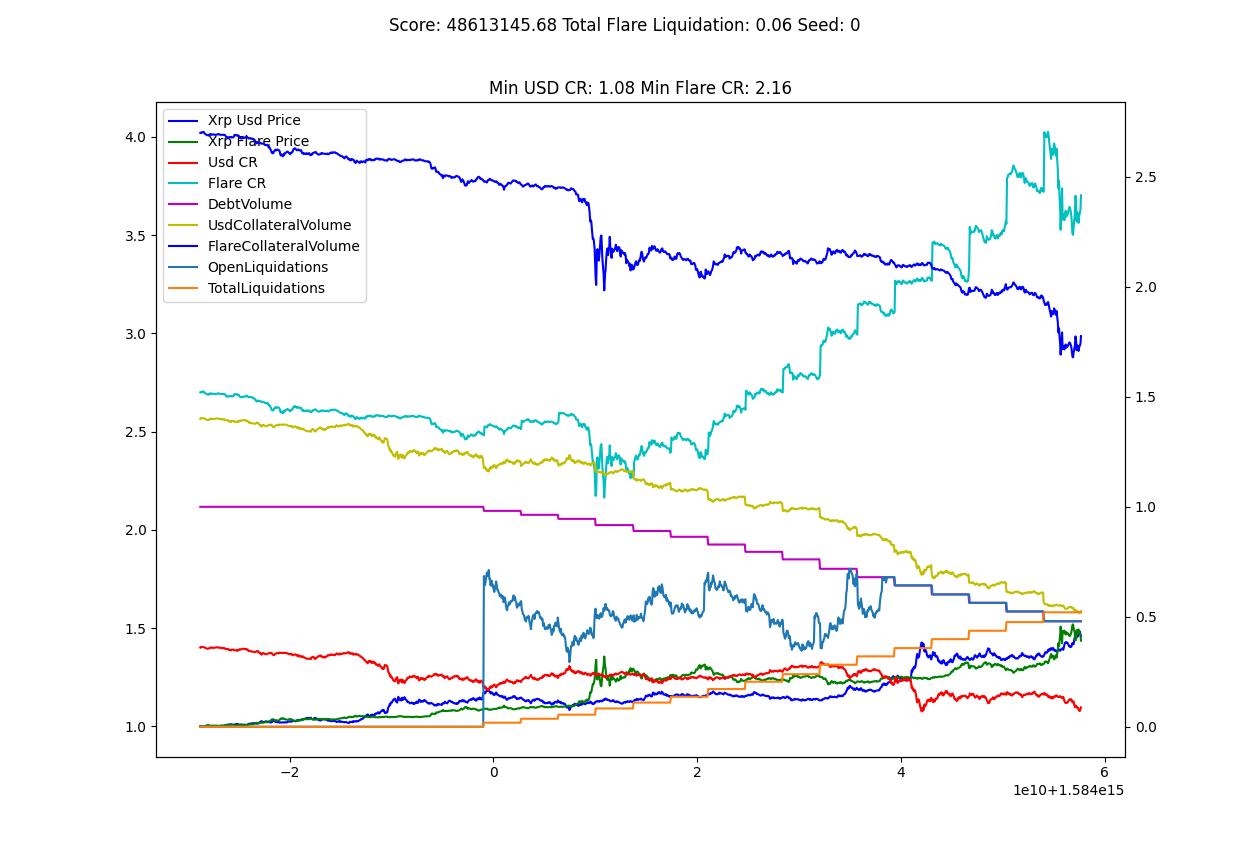 Score: 48613145.68 Total Flare Liquidation: 0.06 Seed: 0
Min USD CR: 1.08 Min Flare CR: 2.16
Xrp Usd Price
Xrp Flare Price
Usd CR
Flare CR
DebtVolume
UsdCollateralVolume
FlareCollateralVolume
OpenLiquidations
TotalLiquidations
4.0
3.5
3.0
2.5
2.0
1.5
1.0
2.5
2.0
1.5
1.0
0.5
0.0
−2
0
2
4
6
1e10+1.584e15